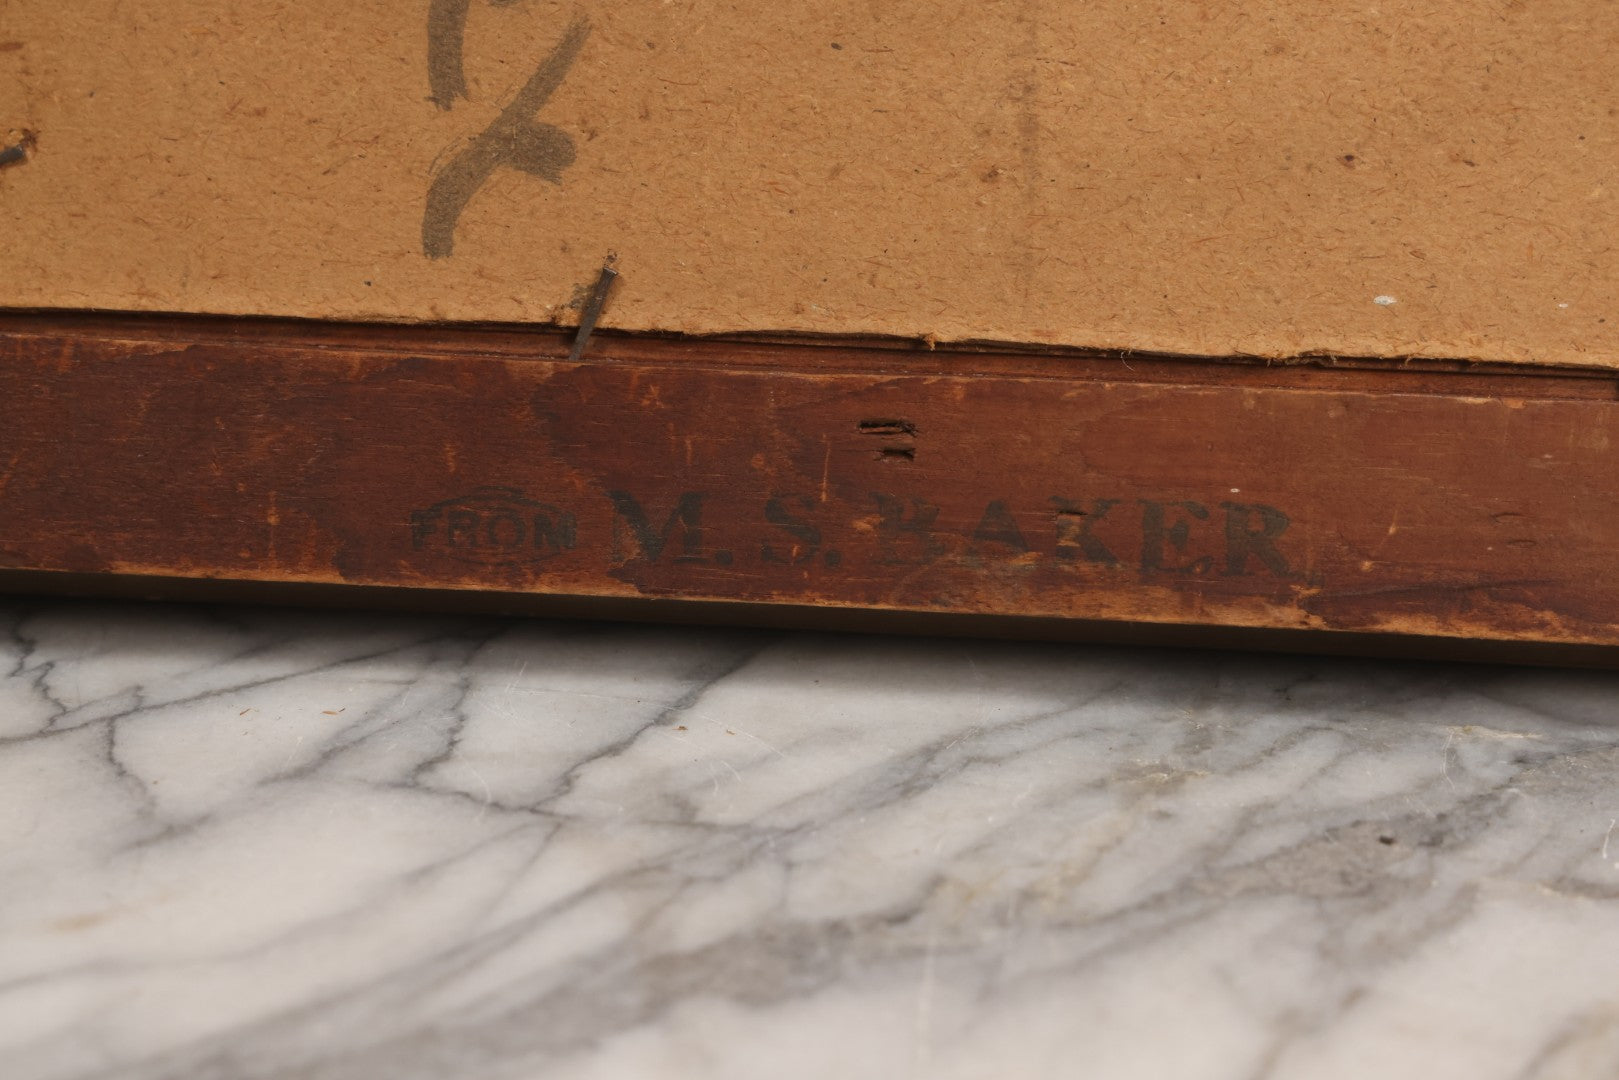 FROM M. S. BAKER,